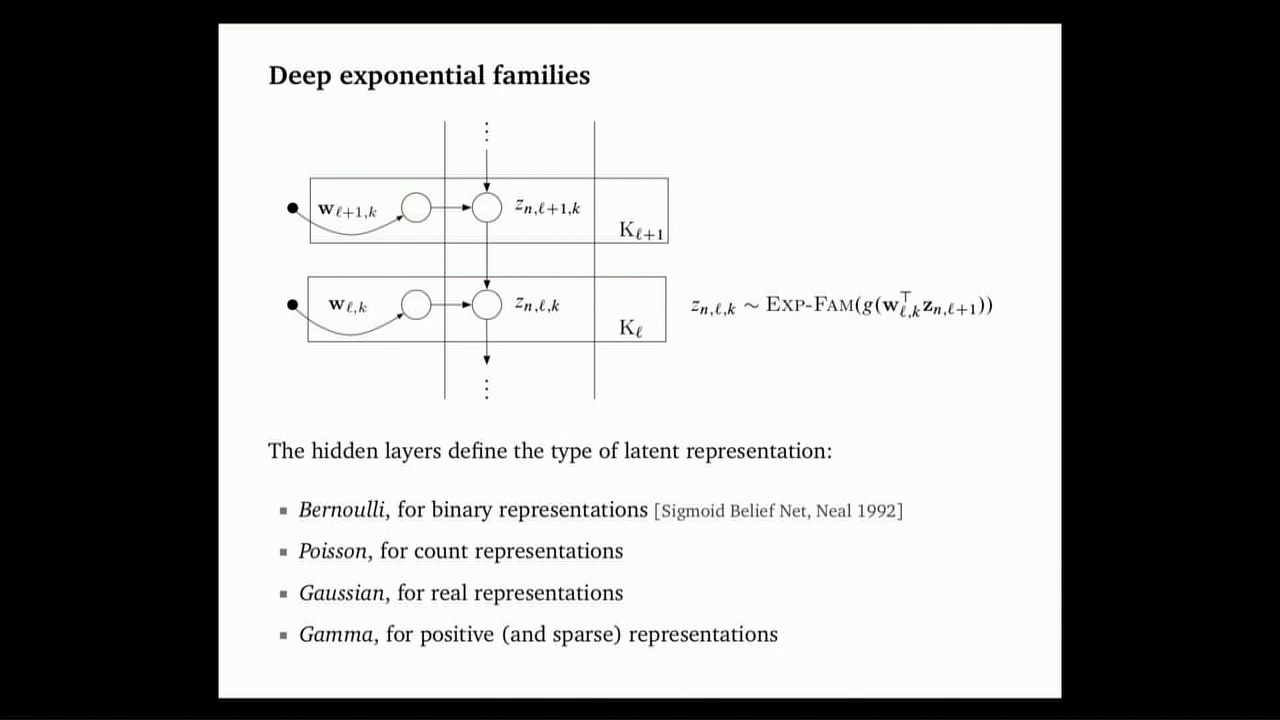 Deep exponential families
⋮
w_{ℓ+1,k} z_{n,ℓ+1,k}
K_{ℓ+1}
w_{ℓ,k} z_{n,ℓ,k} z_{n,ℓ,k} ∼ EXP-FAM(g(w_{ℓ,k}^⊤ z_{n,ℓ+1}))
K_ℓ
⋮
The hidden layers define the type of latent representation:
▪ Bernoulli, for binary representations [Sigmoid Belief Net, Neal 1992]
▪ Poisson, for count representations
▪ Gaussian, for real representations
▪ Gamma, for positive (and sparse) representations